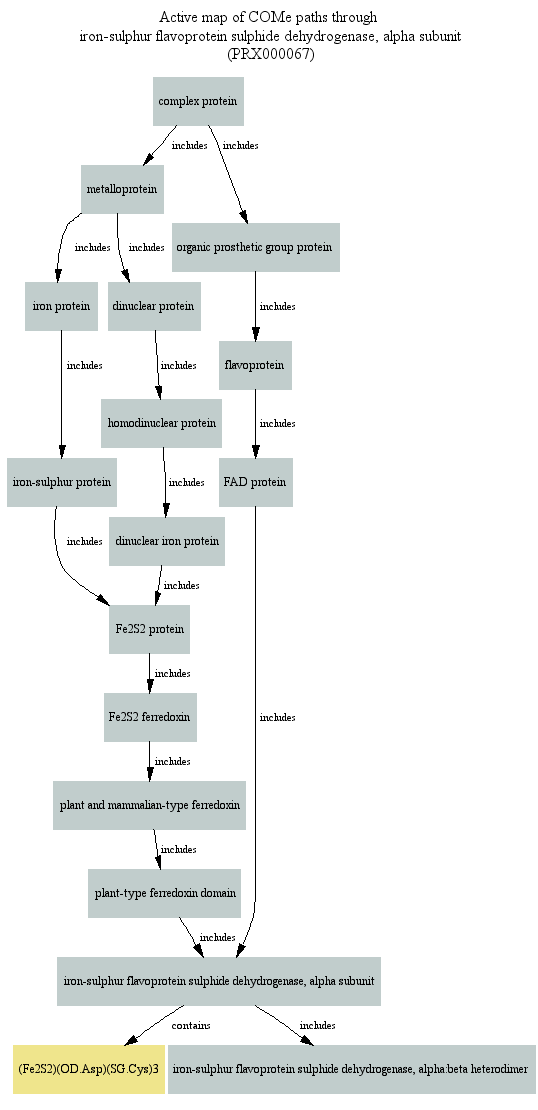 Active map of COMe paths through
iron-sulphur flavoprotein sulphide dehydrogenase, alpha subunit
(PRX000067)
complex protein
includes
includes
metalloprotein
organic prosthetic group protein
includes
includes
iron protein
dinuclear protein
includes
flavoprotein
includes
includes
homodinuclear protein
includes
iron-sulphur protein
FAD protein
includes
dinuclear iron protein
includes
includes
Fe2S2 protein
includes
Fe2S2 ferredoxin
includes
includes
plant and mammalian-type ferredoxin
includes
plant-type ferredoxin domain
includes
iron-sulphur flavoprotein sulphide dehydrogenase, alpha subunit
contains
includes
(Fe2S2)(OD.Asp)(SG.Cys)3
iron-sulphur flavoprotein sulphide dehydrogenase, alpha:beta heterodimer